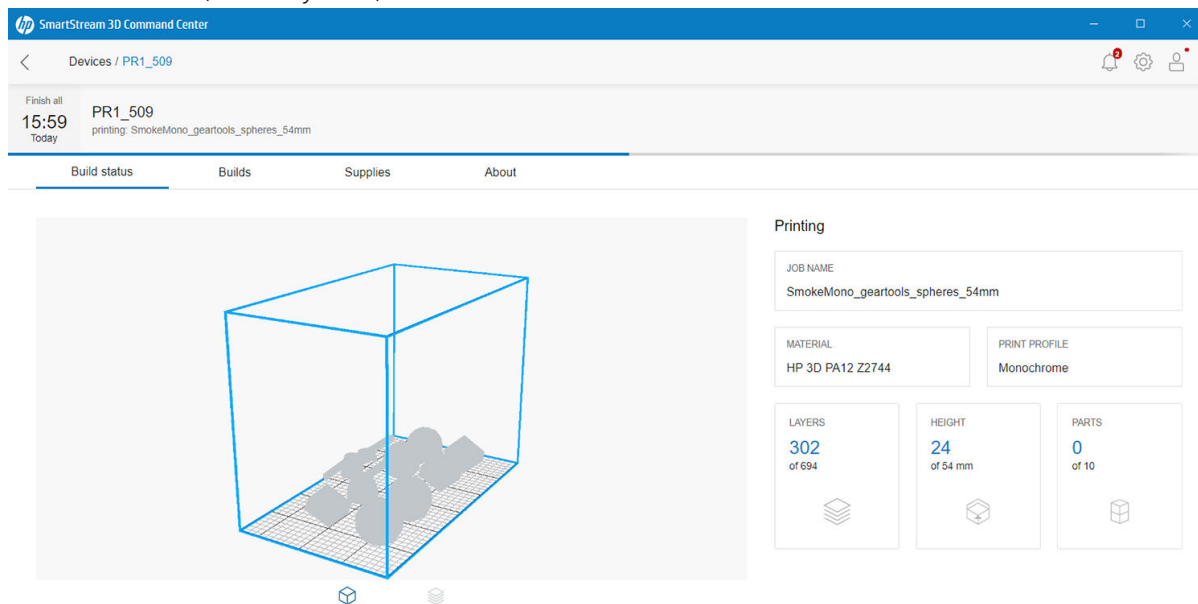 hp SmartStream 3D Command Center
Devices / PR1_509
2
Finish all
15:59
Today
PR1_509
printing: SmokeMono_geartools_spheres_54mm
Build status Builds Supplies About
Printing
JOB NAME
SmokeMono_geartools_spheres_54mm
MATERIAL
HP 3D PA12 Z2744
PRINT PROFILE
Monochrome
LAYERS
302
of 694
HEIGHT
24
of 54 mm
PARTS
0
of 10